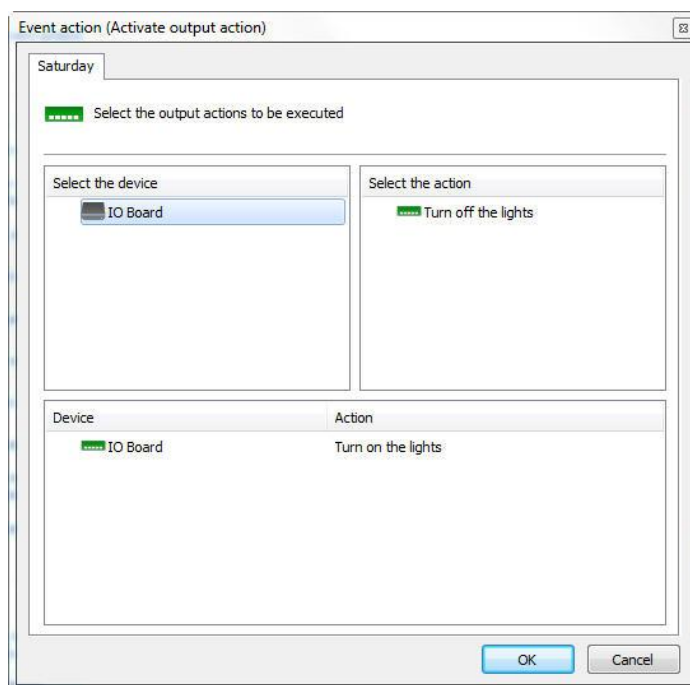 Event action (Activate output action)
Saturday
Select the output actions to be executed
Select the device
IO Board
Select the action
Turn off the lights
Device Action
IO Board Turn on the lights
OK Cancel